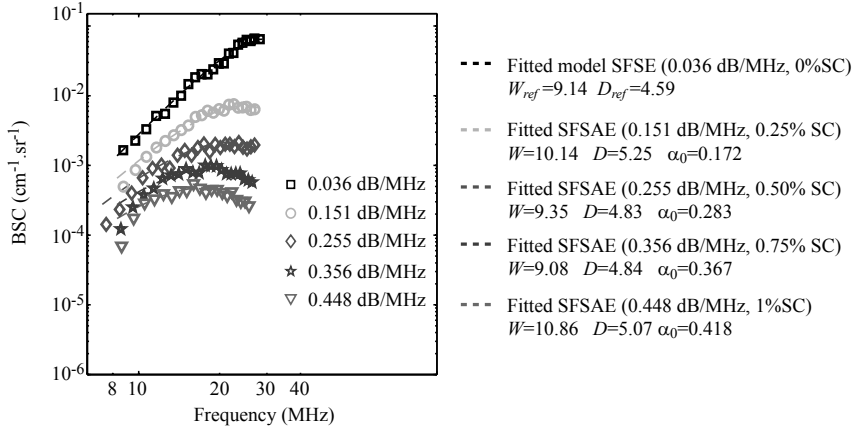 10^-1
10^-2
10^-3
10^-4
10^-5
10^-6
BSC (cm^-1.sr^-1)
0.036 dB/MHz
0.151 dB/MHz
0.255 dB/MHz
0.356 dB/MHz
0.448 dB/MHz
8 10 20 30 40
Frequency (MHz)
Fitted model SFSE (0.036 dB/MHz, 0%SC)
W_ref=9.14 D_ref=4.59
Fitted SFSAE (0.151 dB/MHz, 0.25% SC)
W=10.14 D=5.25 α_0=0.172
Fitted SFSAE (0.255 dB/MHz, 0.50% SC)
W=9.35 D=4.83 α_0=0.283
Fitted SFSAE (0.356 dB/MHz, 0.75% SC)
W=9.08 D=4.84 α_0=0.367
Fitted SFSAE (0.448 dB/MHz, 1%SC)
W=10.86 D=5.07 α_0=0.418